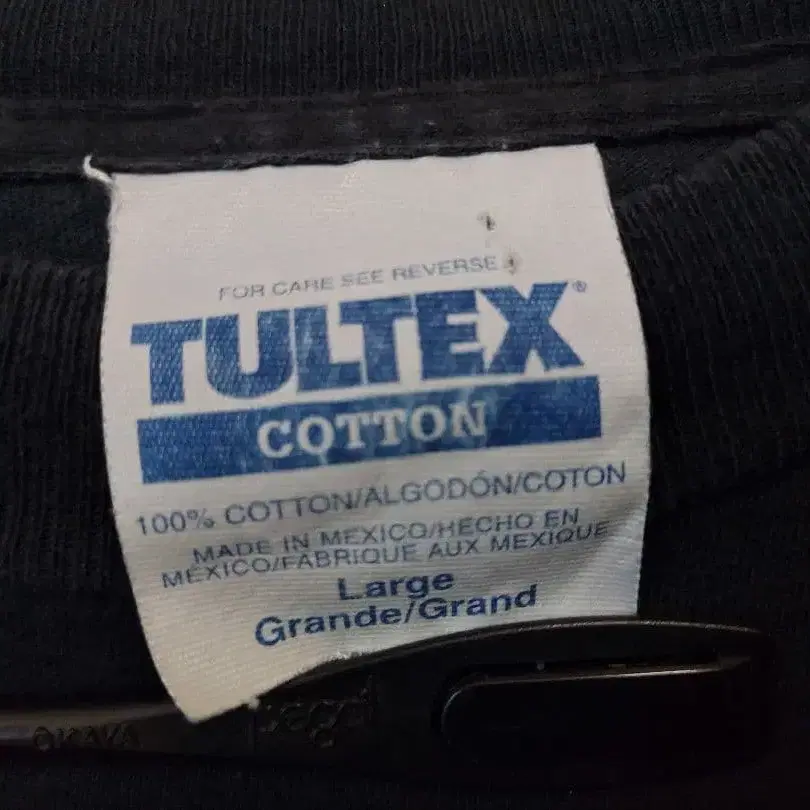 FOR CARE SEE REVERSE
TULTEX®
COTTON
100% COTTON/ALGODÓN/COTON
MADE IN MEXICO/HECHO EN
MÉXICO/FABRIQUE AUX MEXIQUE
Large
Grande/Grand